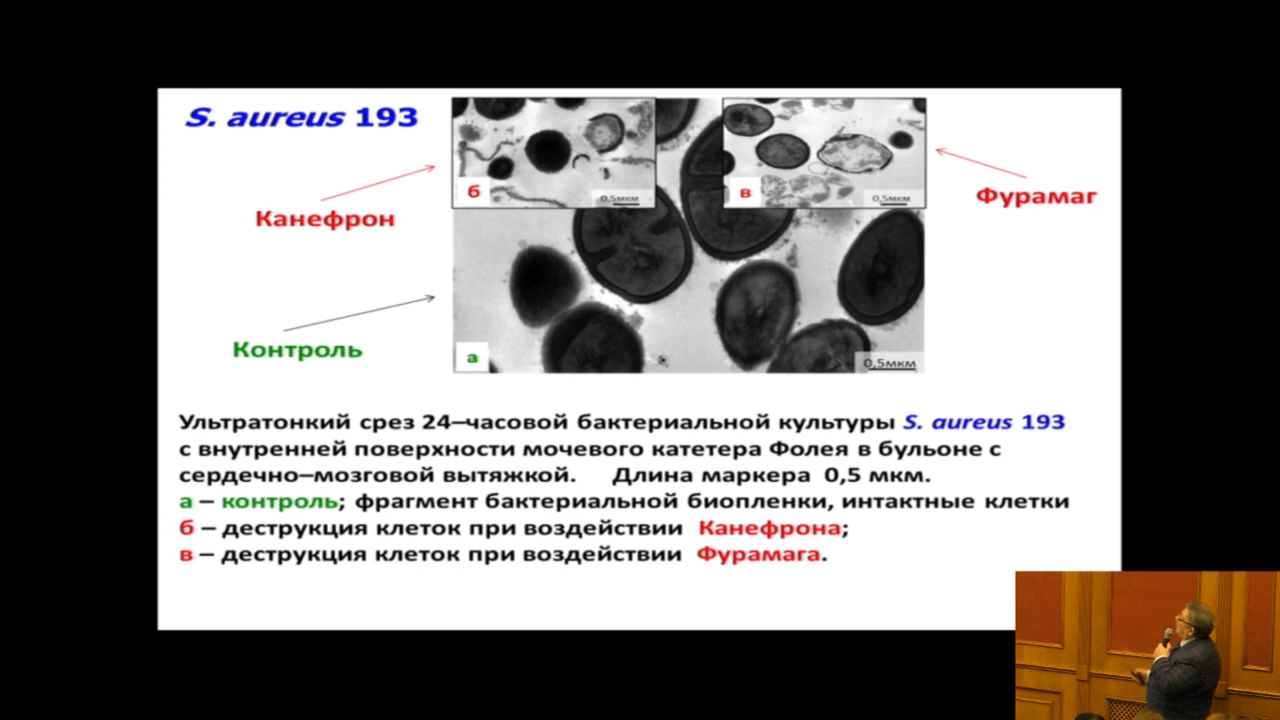 S. aureus 193
б
0,5мкм
в
0,5мкм
Канефрон
Фурамаг
Контроль
а
0,5мкм
Ультратонкий срез 24–часовой бактериальной культуры S. aureus 193
с внутренней поверхности мочевого катетера Фолея в бульоне с
сердечно–мозговой вытяжкой. Длина маркера 0,5 мкм.
а – контроль; фрагмент бактериальной биопленки, интактные клетки
б – деструкция клеток при воздействии Канефрона;
в – деструкция клеток при воздействии Фурамага.